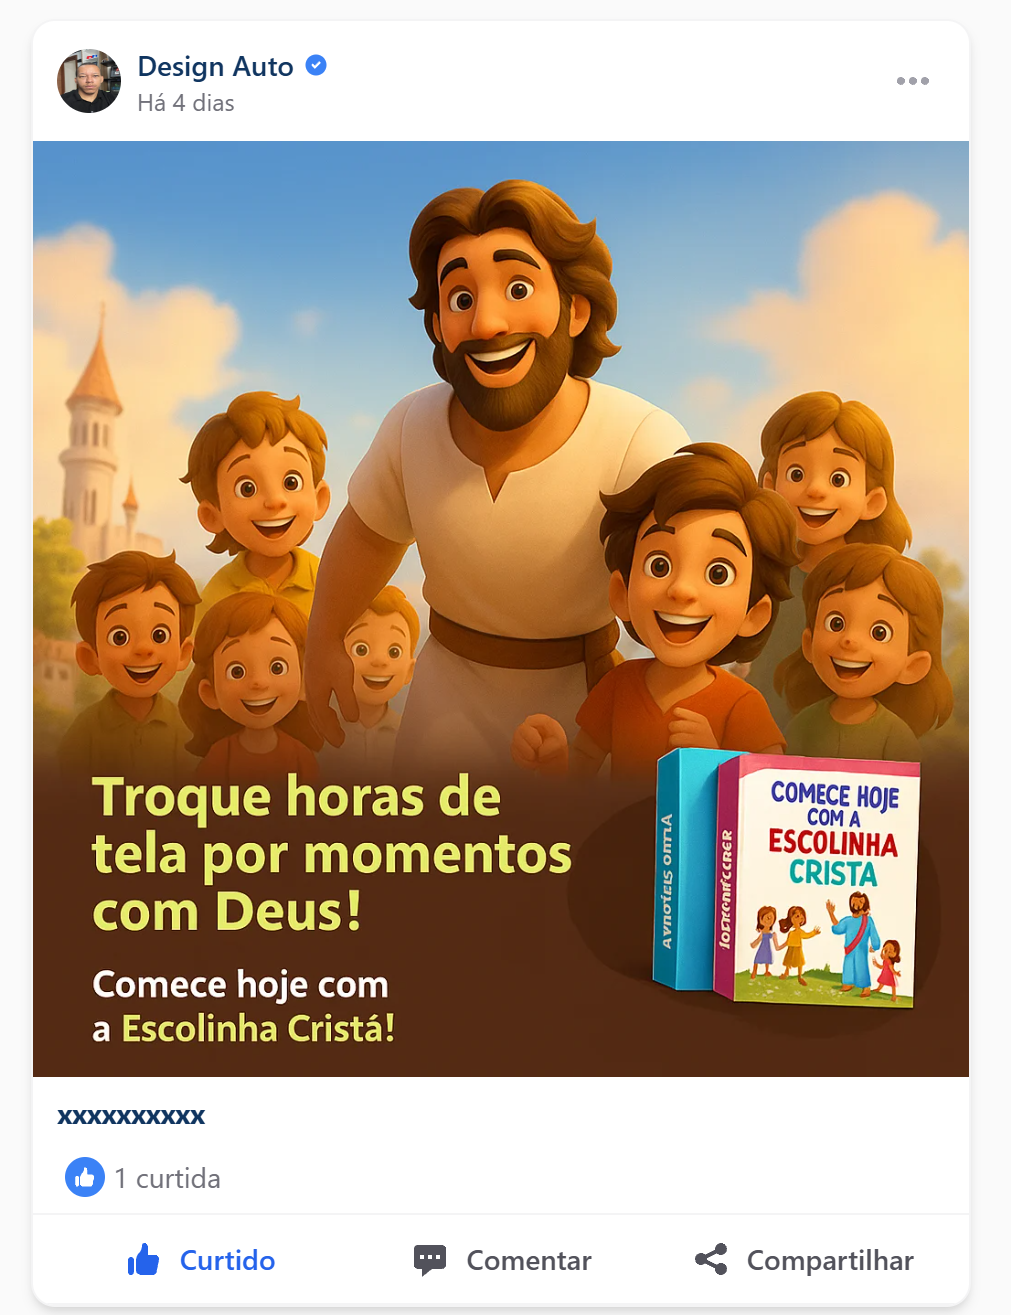 Design Auto
Há 4 dias
Troque horas de
tela por momentos
com Deus!
Comece hoje com
a Escolinha Cristá!
COMECE HOJE
COM A
ESCOLINHA
CRISTA
xxxxxxxxxx
1 curtida
Curtido
Comentar
Compartilhar